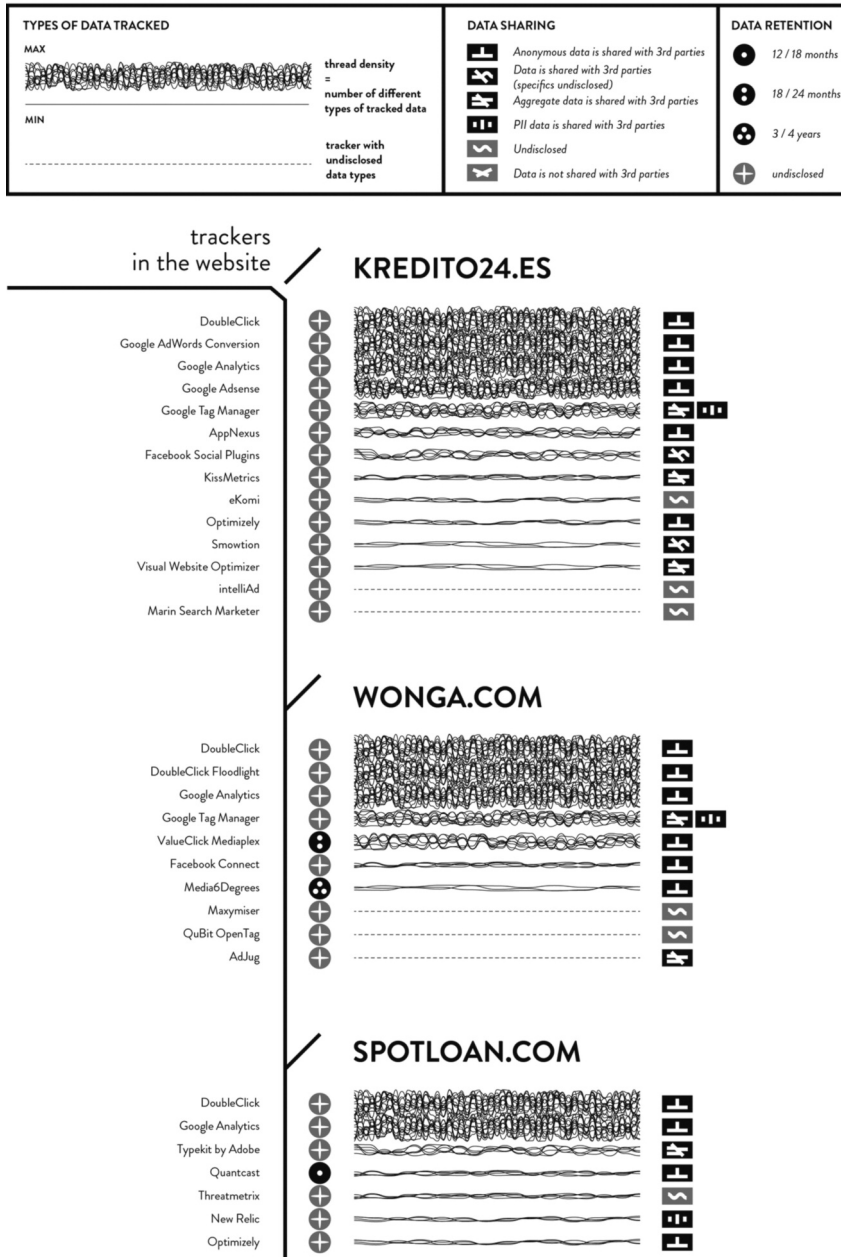 TYPES OF DATA TRACKED
MAX
thread density
=
number of different
types of tracked data
MIN
tracker with
undisclosed
data types
DATA SHARING
Anonymous data is shared with 3rd parties
Data is shared with 3rd parties
(specifics undisclosed)
Aggregate data is shared with 3rd parties
PII data is shared with 3rd parties
Undisclosed
Data is not shared with 3rd parties
DATA RETENTION
12 / 18 months
18 / 24 months
3 / 4 years
undisclosed
trackers
in the website
KREDITO24.ES
DoubleClick
Google AdWords Conversion
Google Analytics
Google Adsense
Google Tag Manager
AppNexus
Facebook Social Plugins
KissMetrics
eKomi
Optimizely
Smowtion
Visual Website Optimizer
intelliAd
Marin Search Marketer
WONGA.COM
DoubleClick
DoubleClick Floodlight
Google Analytics
Google Tag Manager
ValueClick Mediaplex
Facebook Connect
Media6Degrees
Maxymiser
QuBit OpenTag
AdJug
SPOTLOAN.COM
DoubleClick
Google Analytics
Typekit by Adobe
Quantcast
Threatmetrix
New Relic
Optimizely